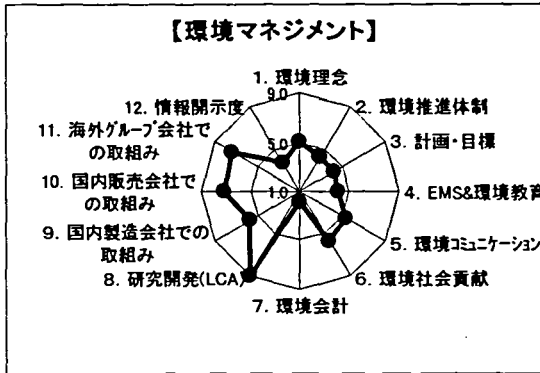 【環境マネジメント】
1. 環境理念
9.0
12. 情報開示度
2. 環境推進体制
11. 海外グループ会社で
の取組み
5.0
3. 計画・目標
10. 国内販売会社で
の取組み
1.0
4. EMS&環境教育
9. 国内製造会社での
取組み
5. 環境コミュニケーション
8. 研究開発(LCA)
6. 環境社会貢献
7. 環境会計